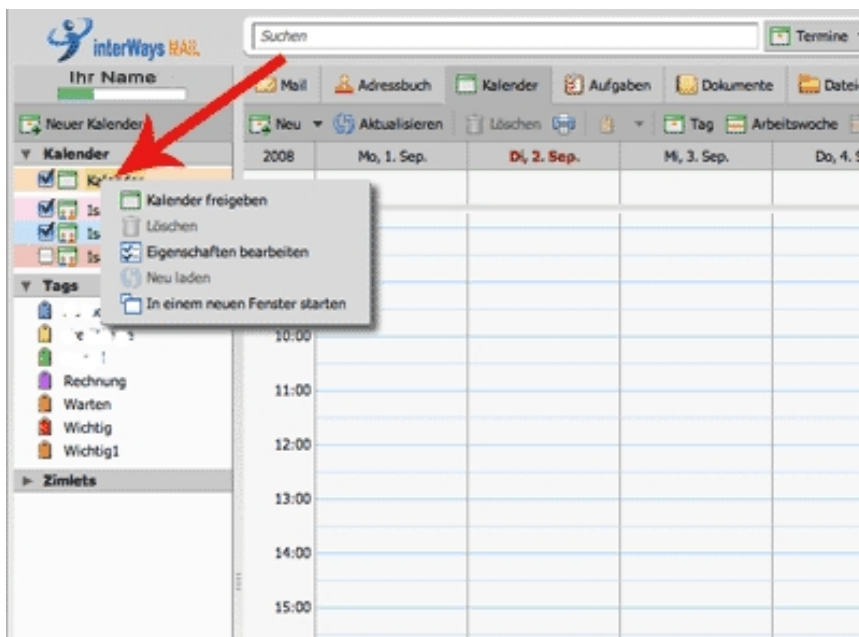 interWays MAIL
Suchen
Termine
Ihr Name
Mail Adressbuch Kalender Aufgaben Dokumente
Neuer Kalender
Neu Aktualisieren Löschen Tag Arbeitswoche
Kalender
2008 Mo, 1. Sep. Di, 2. Sep. Mi, 3. Sep. Do, 4.
Kalender freigeben
Is
Löschen
Is
Eigenschaften bearbeiten
Is
Neu laden
Tags
In einem neuen Fenster starten
10:00
Rechnung
11:00
Warten
Wichtig
12:00
Wichtig1
Zimlets
13:00
14:00
15:00